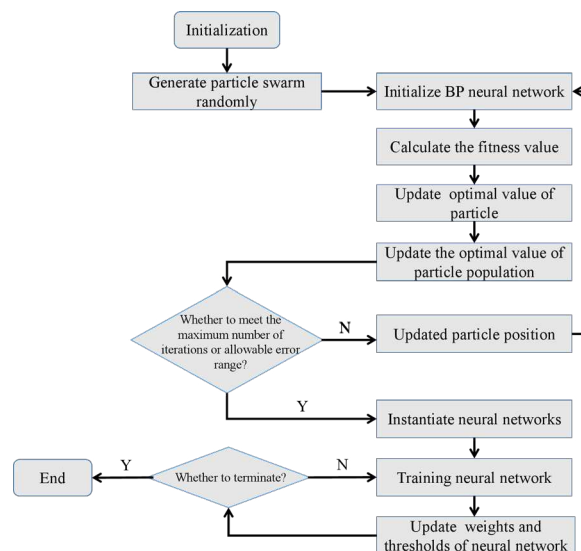 Initialization
Generate particle swarm
randomly
Initialize BP neural network
Calculate the fitness value
Update optimal value of
particle
Update the optimal value of
particle population
Whether to meet the
maximum number of
iterations or allowable error
range?
N
Updated particle position
Y
Instantiate neural networks
End
Y
Whether to terminate?
N
Training neural network
Update weights and
thresholds of neural network